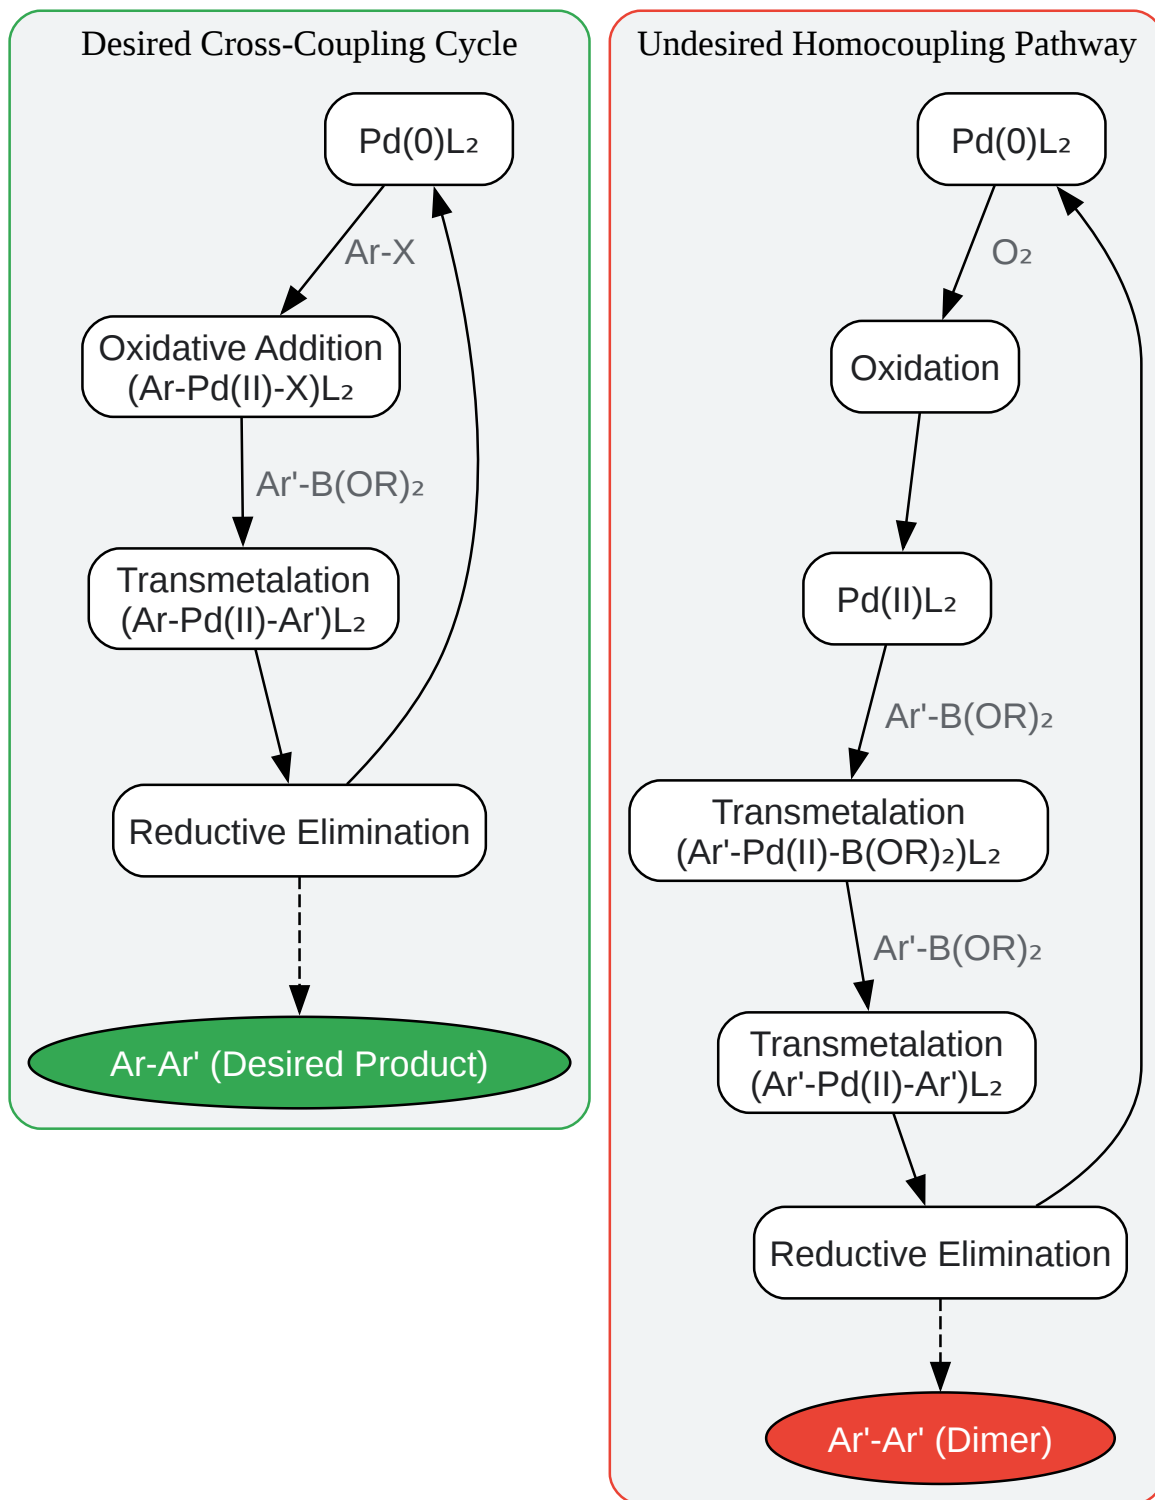 Desired Cross-Coupling Cycle
Pd(0)L₂
Ar-X
Oxidative Addition
(Ar-Pd(II)-X)L₂
Ar'-B(OR)₂
Transmetalation
(Ar-Pd(II)-Ar')L₂
Reductive Elimination
Ar-Ar' (Desired Product)
Undesired Homocoupling Pathway
Pd(0)L₂
O₂
Oxidation
Pd(II)L₂
Ar'-B(OR)₂
Transmetalation
(Ar'-Pd(II)-B(OR)₂)L₂
Ar'-B(OR)₂
Transmetalation
(Ar'-Pd(II)-Ar')L₂
Reductive Elimination
Ar'-Ar' (Dimer)